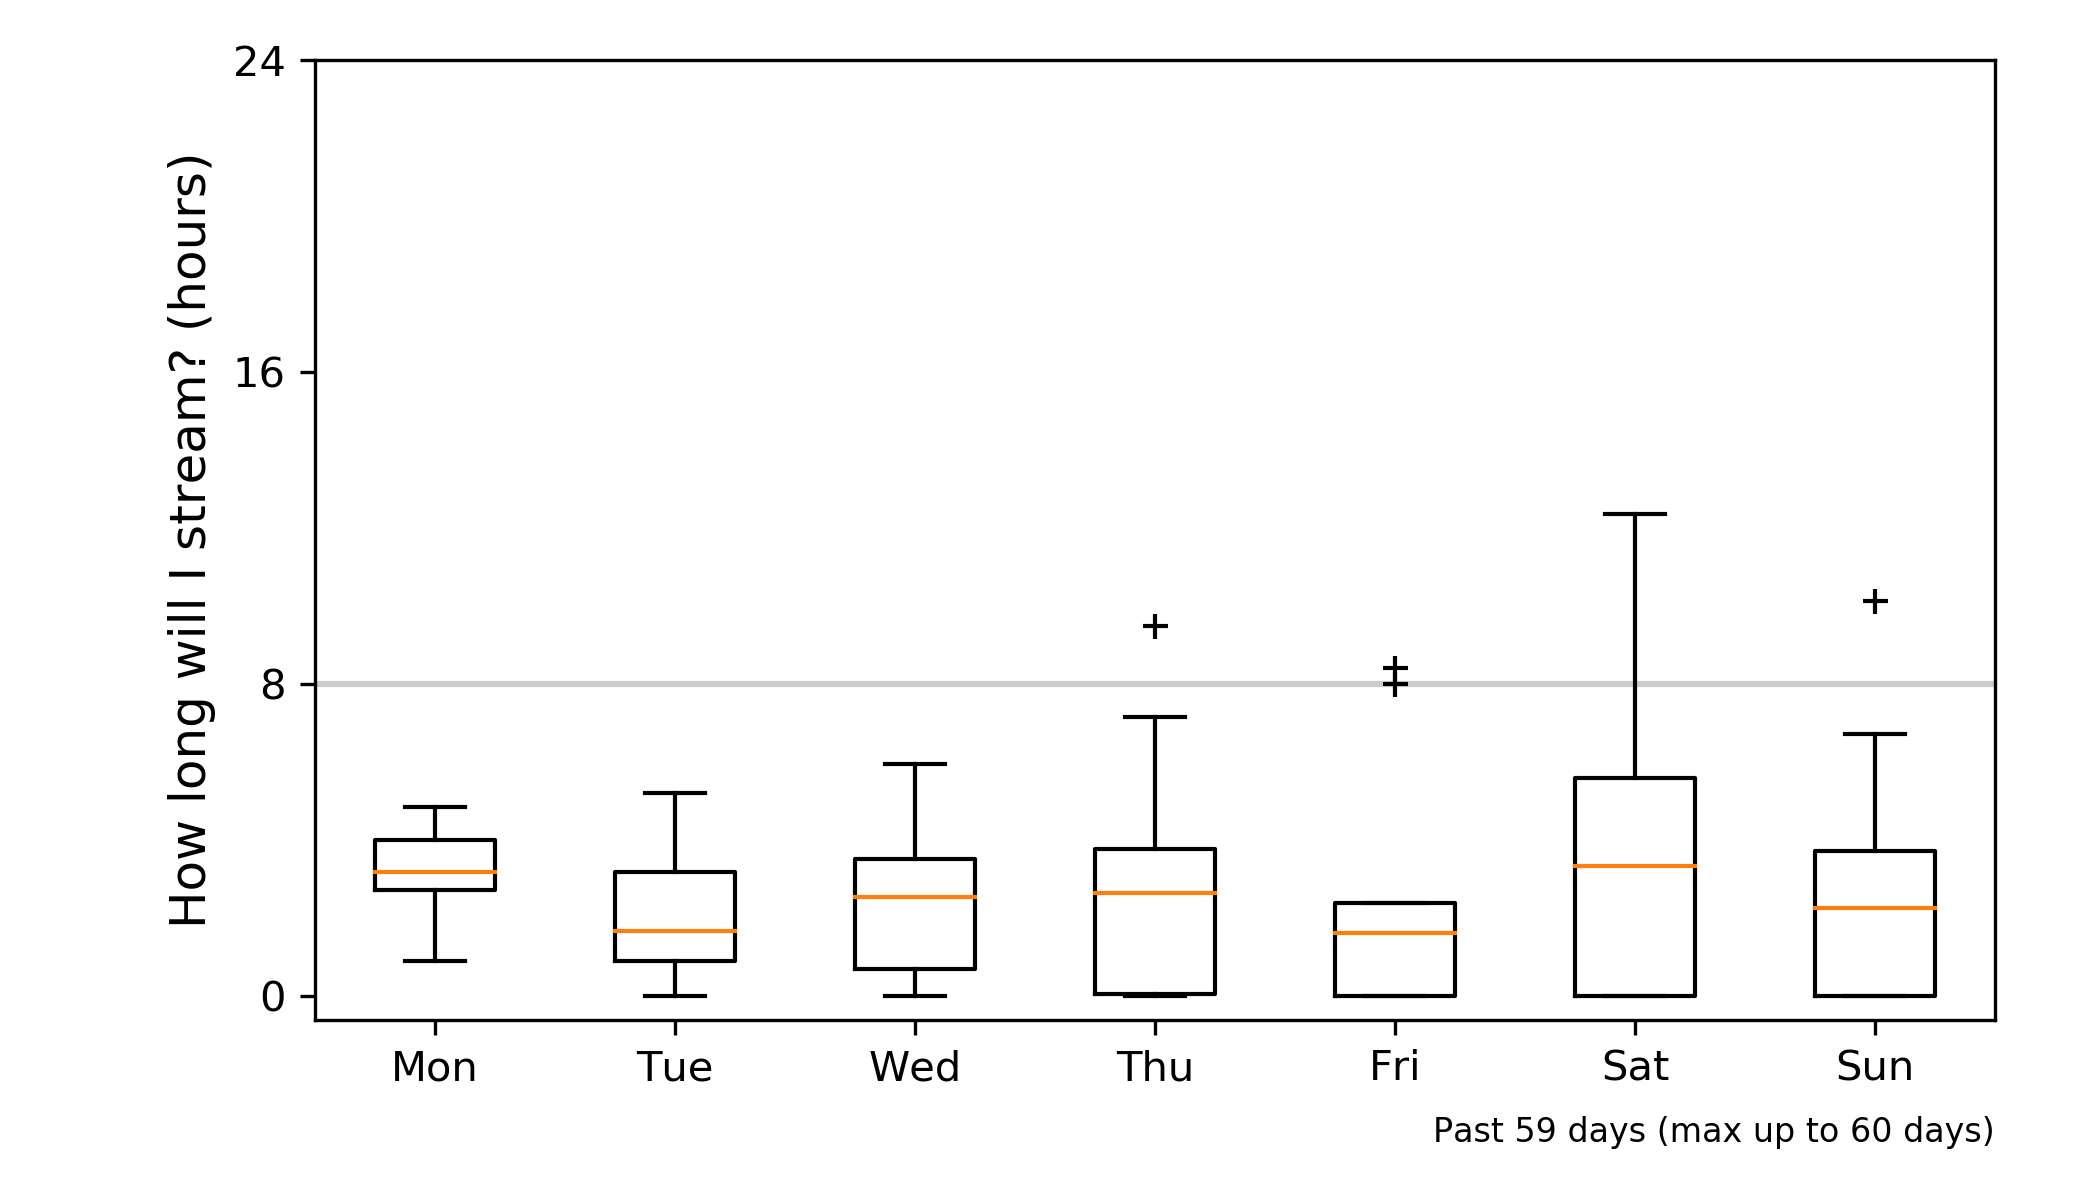 How long will I stream? (hours)
24
16
8
0
Mon Tue Wed Thu Fri Sat Sun
Past 59 days (max up to 60 days)